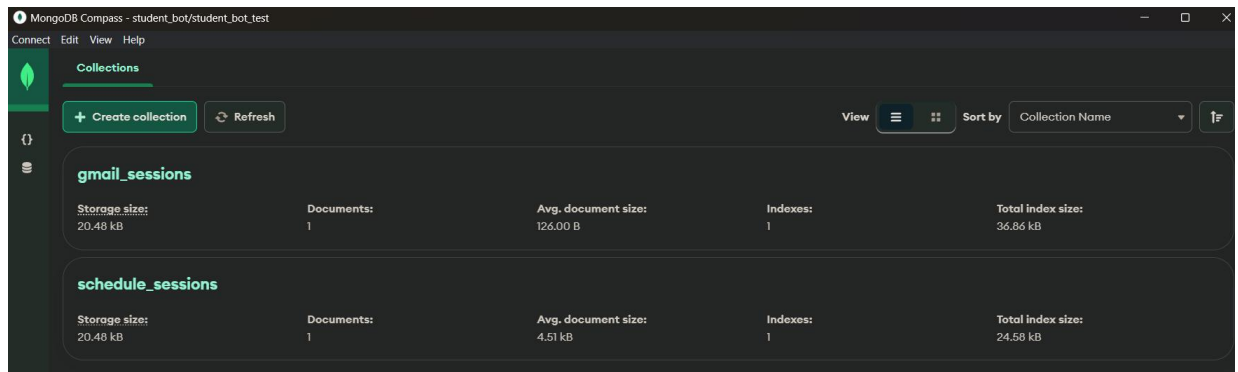 MongoDB Compass - student_bot/student_bot_test
Connect Edit View Help
Collections
+ Create collection Refresh View Sort by Collection Name
{}
gmail_sessions
Storage size: Documents: Avg. document size: Indexes: Total index size:
20.48 kB 1 126.00 B 1 36.86 kB
schedule_sessions
Storage size: Documents: Avg. document size: Indexes: Total index size:
20.48 kB 1 4.51 kB 1 24.58 kB